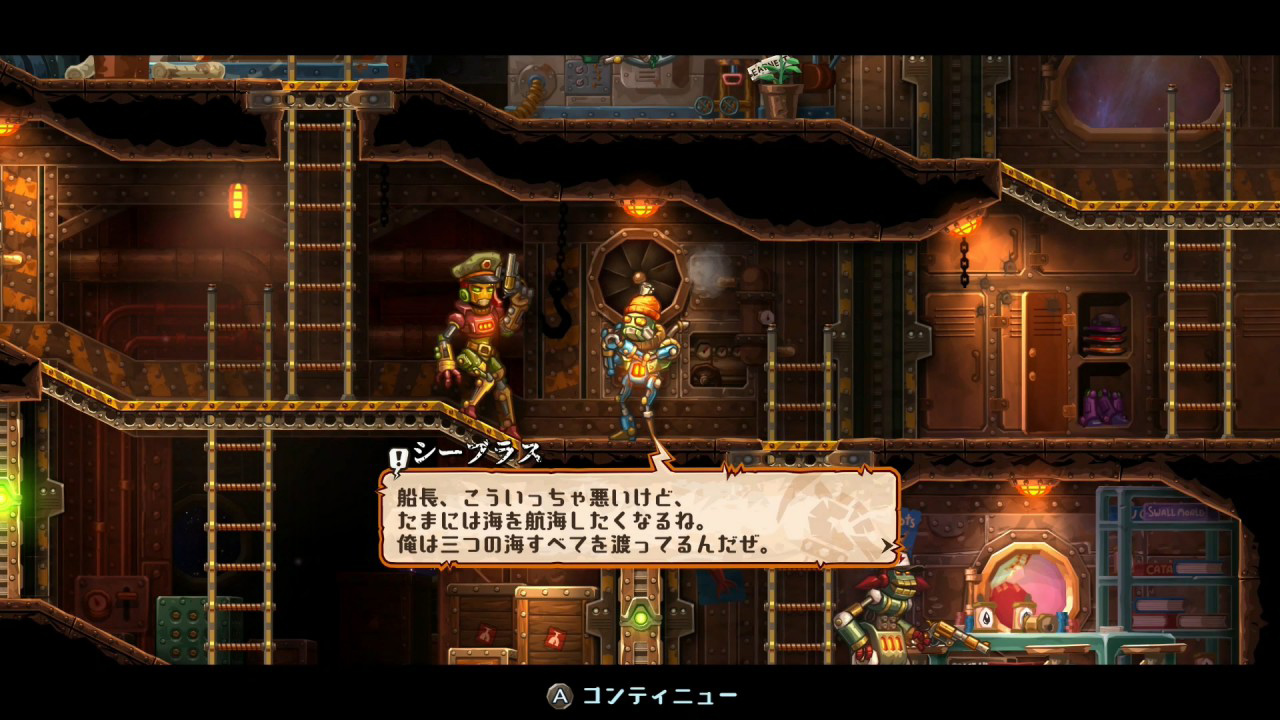 EARNEST
シーブラス
船長、こういっちゃ悪いけど、
たまには海を航海したくなるね。
俺は三つの海すべてを渡ってるんだぜ。
CATA
A コンティニュー